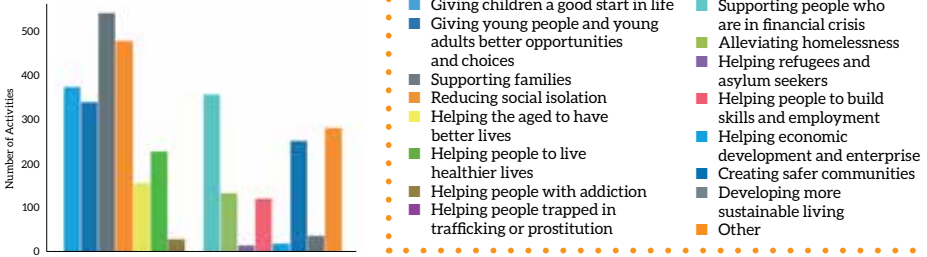 Number of Activities
500
400
300
200
100
0
Giving children a good start in life
Giving young people and young
adults better opportunities
and choices
Supporting families
Reducing social isolation
Helping the aged to have
better lives
Helping people to live
healthier lives
Helping people with addiction
Helping people trapped in
trafficking or prostitution
Supporting people who
are in financial crisis
Alleviating homelessness
Helping refugees and
asylum seekers
Helping people to build
skills and employment
Helping economic
development and enterprise
Creating safer communities
Developing more
sustainable living
Other